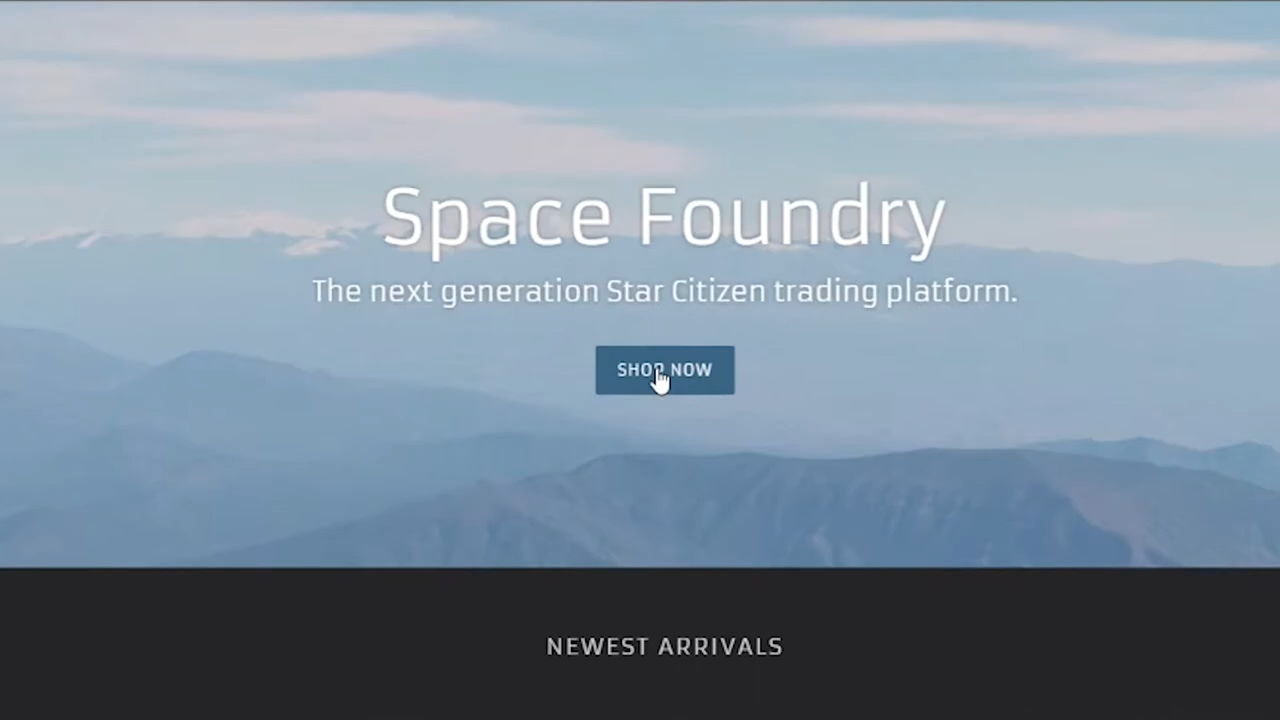 Space Foundry
The next generation Star Citizen trading platform.
SHOP NOW
NEWEST ARRIVALS